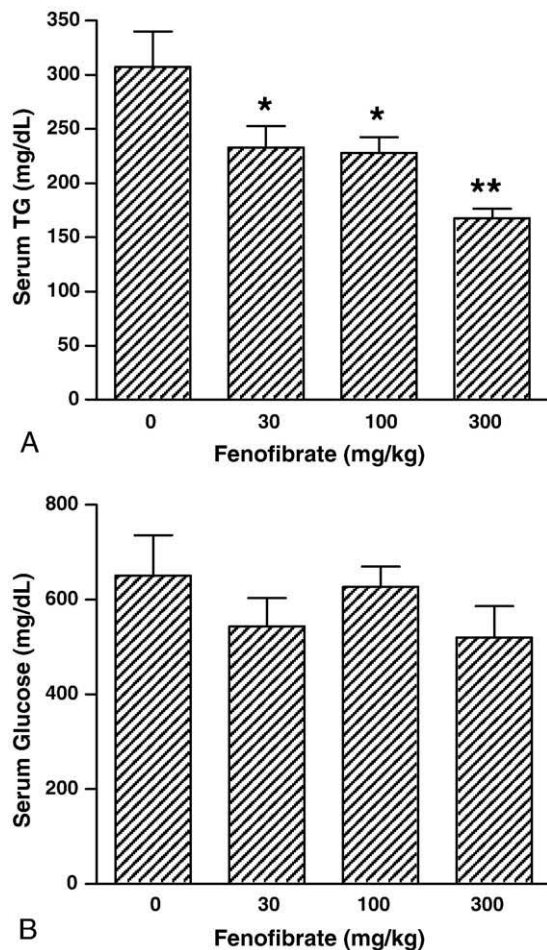 350
300
250
200
150
100
50
0
Serum TG (mg/dL)
*
*
**
0 30 100 300
Fenofibrate (mg/kg)
A
800
600
400
200
0
Serum Glucose (mg/dL)
0 30 100 300
Fenofibrate (mg/kg)
B